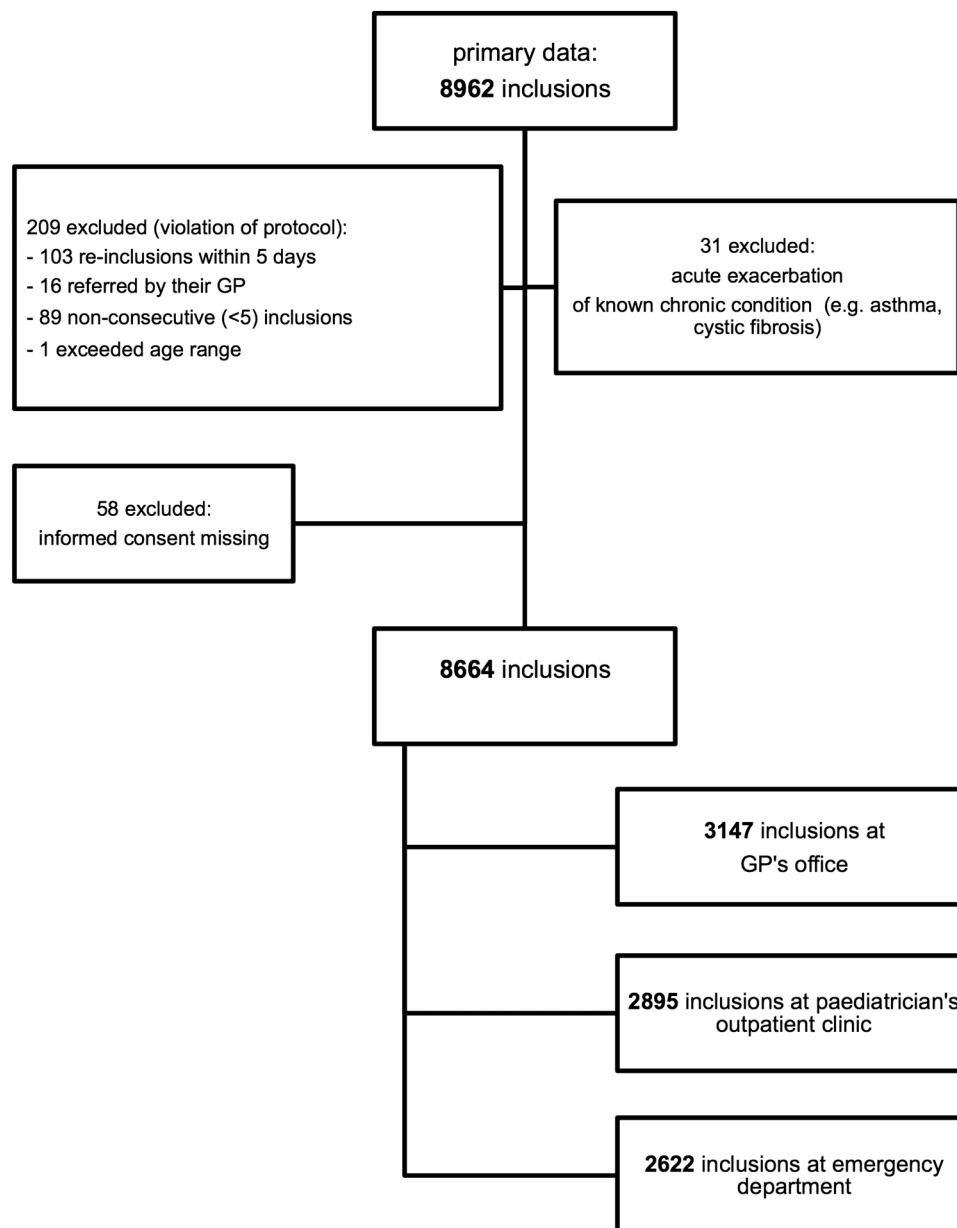 primary data:
8962 inclusions
209 excluded (violation of protocol):
- 103 re-inclusions within 5 days
- 16 referred by their GP
- 89 non-consecutive (<5) inclusions
- 1 exceeded age range
31 excluded:
acute exacerbation
of known chronic condition (e.g. asthma,
cystic fibrosis)
58 excluded:
informed consent missing
8664 inclusions
3147 inclusions at
GP's office
2895 inclusions at paediatrician's
outpatient clinic
2622 inclusions at emergency
department